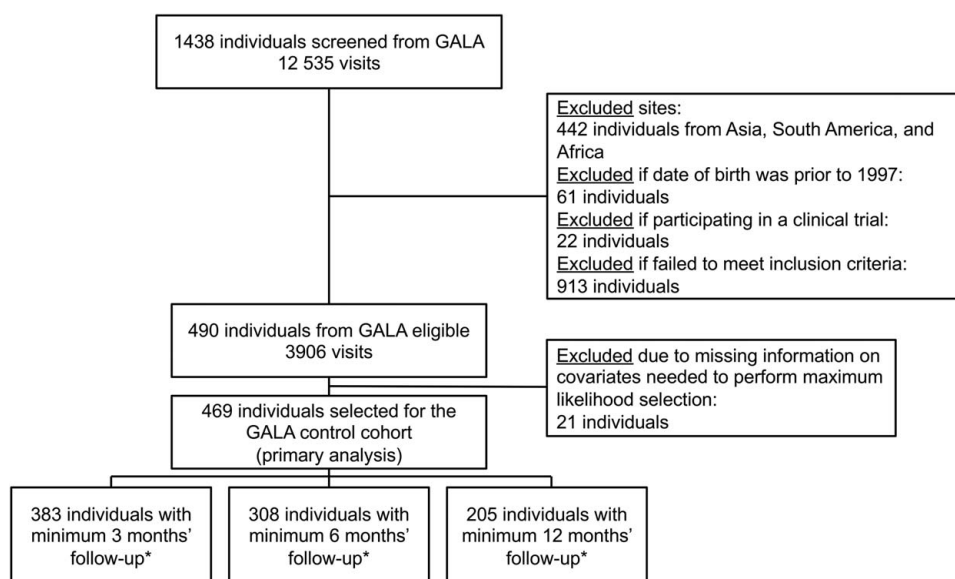 1438 individuals screened from GALA
12 535 visits
Excluded sites:
442 individuals from Asia, South America, and
Africa
Excluded if date of birth was prior to 1997:
61 individuals
Excluded if participating in a clinical trial:
22 individuals
Excluded if failed to meet inclusion criteria:
913 individuals
490 individuals from GALA eligible
3906 visits
Excluded due to missing information on
covariates needed to perform maximum
likelihood selection:
21 individuals
469 individuals selected for the
GALA control cohort
(primary analysis)
383 individuals with
minimum 3 months'
follow-up*
308 individuals with
minimum 6 months'
follow-up*
205 individuals with
minimum 12 months'
follow-up*